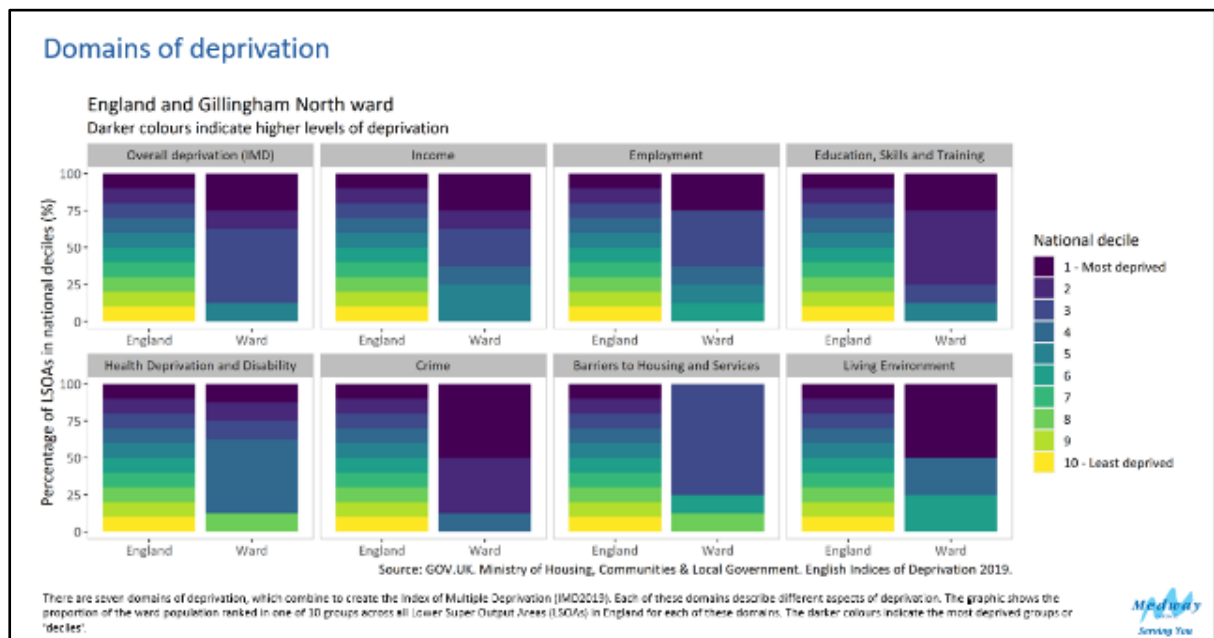 Domains of deprivation
England and Gillingham North ward
Darker colours indicate higher levels of deprivation
Overall deprivation (IMD)
Income
Employment
Education, Skills and Training
Percentage of LSOAs in national deciles (%)
100
75
50
25
0
England
Ward
England
Ward
England
Ward
England
Ward
Health Deprivation and Disability
Crime
Barriers to Housing and Services
Living Environment
100
75
50
25
0
England
Ward
England
Ward
England
Ward
England
Ward
National decile
1 - Most deprived
2
3
4
5
6
7
8
9
10 - Least deprived
Source: GOV.UK. Ministry of Housing, Communities & Local Government. English Indices of Deprivation 2019.
There are seven domains of deprivation, which combine to create the Index of Multiple Deprivation (IMD2019). Each of these domains describe different aspects of deprivation. The graphic shows the
proportion of the ward population ranked in one of 10 groups across all Lower Super Output Areas (LSOAs) in England for each of these domains. The darker colours indicate the most deprived groups or
'deciles'.
Medway
Serving You